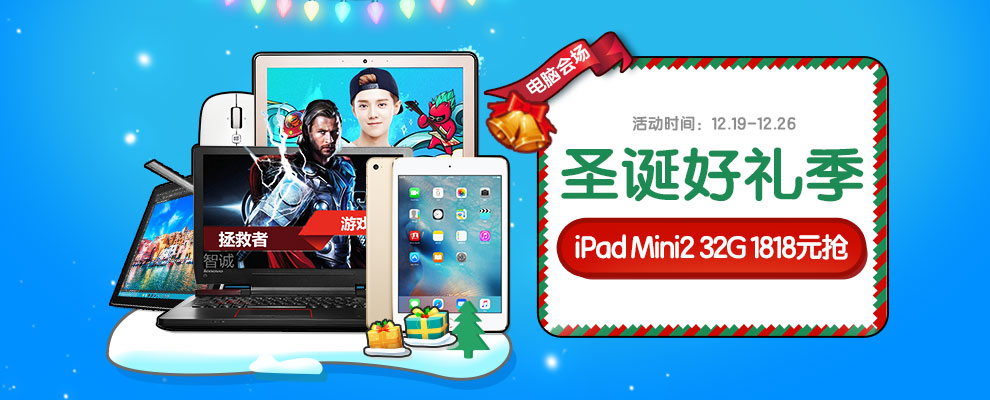 电脑会场
活动时间：12.19-12.26
圣诞好礼季
iPad Mini2 32G 1818元抢
游戏
拯救者
智诚
lenovo